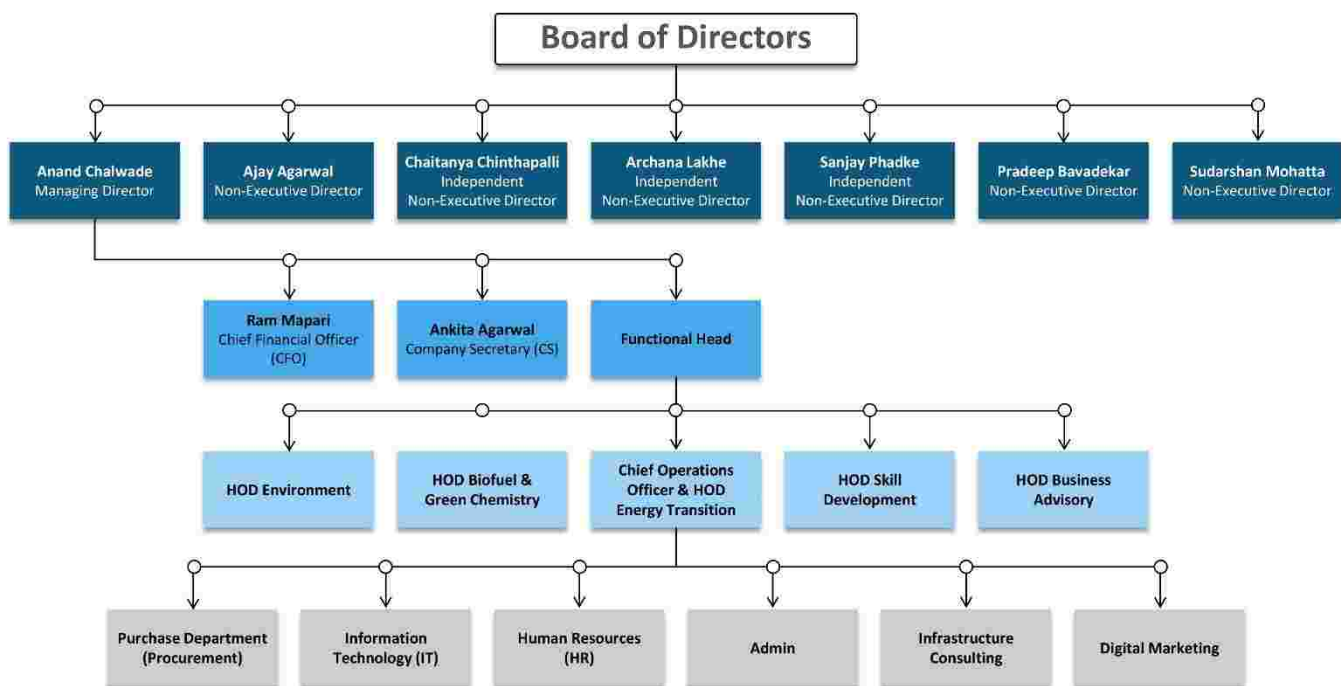 Board of Directors
Anand Chalwade
Managing Director
Ajay Agarwal
Non-Executive Director
Chaitanya Chinthapalli
Independent
Non-Executive Director
Archana Lakhe
Independent
Non-Executive Director
Sanjay Phadke
Independent
Non-Executive Director
Pradeep Bavadekar
Non-Executive Director
Sudarshan Mohatta
Non-Executive Director
Ram Mapari
Chief Financial Officer
(CFO)
Ankita Agarwal
Company Secretary (CS)
Functional Head
HOD Environment
HOD Biofuel &
Green Chemistry
Chief Operations
Officer & HOD
Energy Transition
HOD Skill
Development
HOD Business
Advisory
Purchase Department
(Procurement)
Information
Technology (IT)
Human Resources
(HR)
Admin
Infrastructure
Consulting
Digital Marketing